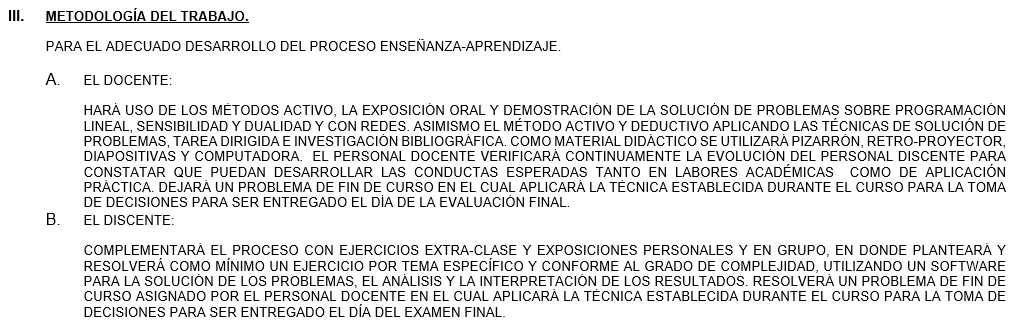 III. METODOLOGÍA DEL TRABAJO.
PARA EL ADECUADO DESARROLLO DEL PROCESO ENSEÑANZA-APRENDIZAJE.
A. EL DOCENTE:
HARÁ USO DE LOS MÉTODOS ACTIVO, LA EXPOSICIÓN ORAL Y DEMOSTRACIÓN DE LA SOLUCIÓN DE PROBLEMAS SOBRE PROGRAMACIÓN
LINEAL, SENSIBILIDAD Y DUALIDAD Y CON REDES. ASIMISMO EL MÉTODO ACTIVO Y DEDUCTIVO APLICANDO LAS TÉCNICAS DE SOLUCIÓN DE
PROBLEMAS, TAREA DIRIGIDA E INVESTIGACIÓN BIBLIOGRÁFICA. COMO MATERIAL DIDÁCTICO SE UTILIZARÁ PIZARRÓN, RETRO-PROYECTOR,
DIAPOSITIVAS Y COMPUTADORA. EL PERSONAL DOCENTE VERIFICARÁ CONTINUAMENTE LA EVOLUCIÓN DEL PERSONAL DISCENTE PARA
CONSTATAR QUE PUEDAN DESARROLLAR LAS CONDUCTAS ESPERADAS TANTO EN LABORES ACADÉMICAS COMO DE APLICACIÓN
PRÁCTICA. DEJARÁ UN PROBLEMA DE FIN DE CURSO EN EL CUAL APLICARÁ LA TÉCNICA ESTABLECIDA DURANTE EL CURSO PARA LA TOMA
DE DECISIONES PARA SER ENTREGADO EL DÍA DE LA EVALUACIÓN FINAL.
B. EL DISCENTE:
COMPLEMENTARÁ EL PROCESO CON EJERCICIOS EXTRA-CLASE Y EXPOSICIONES PERSONALES Y EN GRUPO, EN DONDE PLANTEARÁ Y
RESOLVERÁ COMO MÍNIMO UN EJERCICIO POR TEMA ESPECÍFICO Y CONFORME AL GRADO DE COMPLEJIDAD, UTILIZANDO UN SOFTWARE
PARA LA SOLUCIÓN DE LOS PROBLEMAS, EL ANÁLISIS Y LA INTERPRETACIÓN DE LOS RESULTADOS. RESOLVERÁ UN PROBLEMA DE FIN DE
CURSO ASIGNADO POR EL PERSONAL DOCENTE EN EL CUAL APLICARÁ LA TÉCNICA ESTABLECIDA DURANTE EL CURSO PARA LA TOMA DE
DECISIONES PARA SER ENTREGADO EL DÍA DEL EXAMEN FINAL.